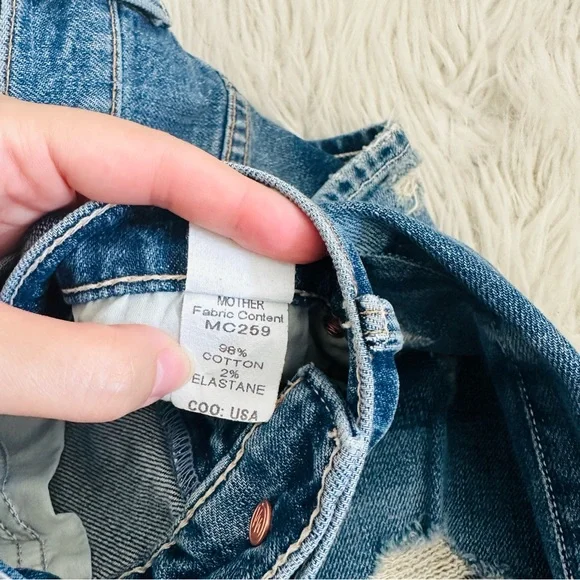 MOTHER
Fabric Content
MC259
98%
COTTON
2%
ELASTANE
COO: USA